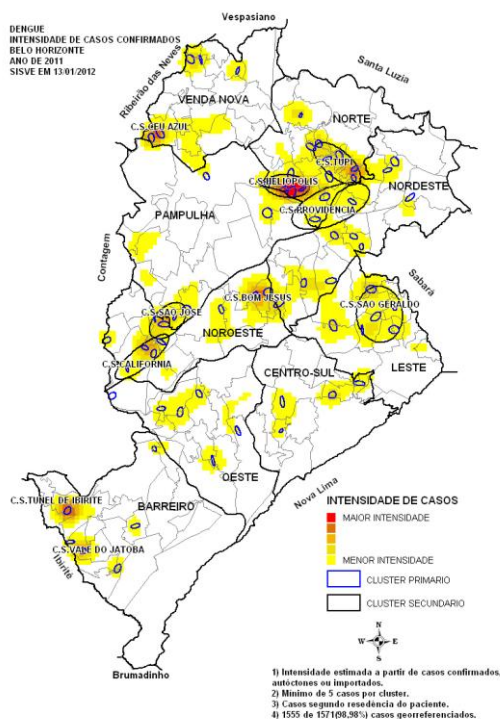 Vespasiano
DENGUE
INTENSIDADE DE CASOS CONFIRMADOS
BELO HORIZONTE
ANO DE 2011
SISVE EM 13/01/2012
Ribeirão das Neves
Santa Luzia
VENDA NOVA
NORTE
C.S.CEU AZUL
C.S.TUPI
C.S.HELIÓPOLIS
NORDESTE
PAMPULHA
C.S.PROVIDÊNCIA
Contagem
Sabará
C.S.BOM JESUS
C.S.SAO GERALDO
C.S.SAO JOSE
NOROESTE
C.S.CALIFORNIA
CENTRO-SUL
LESTE
OESTE
Nova Lima
C.S.TUNEL DE IBIRITE
BARREIRO
C.S.VALE DO JATOBA
Ibirité
Brumadinho
INTENSIDADE DE CASOS
MAIOR INTENSIDADE
MENOR INTENSIDADE
CLUSTER PRIMARIO
CLUSTER SECUNDARIO
N
W E
S
1) Intensidade estimada a partir de casos confirmados,
autóctones ou importados.
2) Mínimo de 5 casos por cluster.
3) Casos segundo resedência do paciente.
4) 1555 de 1571(98,98%) casos georreferenciados.